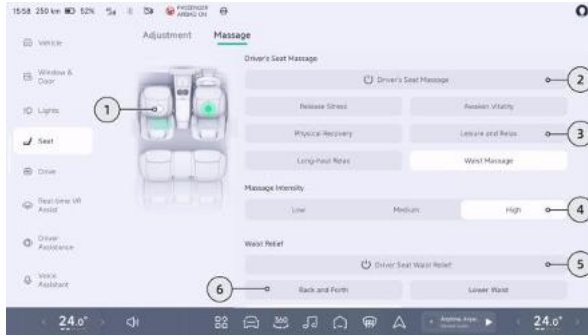 15:58 250 km 52% PASSENGER AIRBAG ON
Adjustment Massage
Vehicle
Window & Door
Lights
Seat
Drive
Real-time VR Assist
Driver Assistance
Voice Assistant
1
Driver's Seat Massage
Driver's Seat Massage 2
Release Stress Awaken Vitality
Physical Recovery Leisure and Relax 3
Long-haul Relax Waist Massage
Massage Intensity
Low Medium High 4
Waist Relief
Driver Seat Waist Relief 5
6 Back and Forth Lower Waist
24.0° 360 24.0°